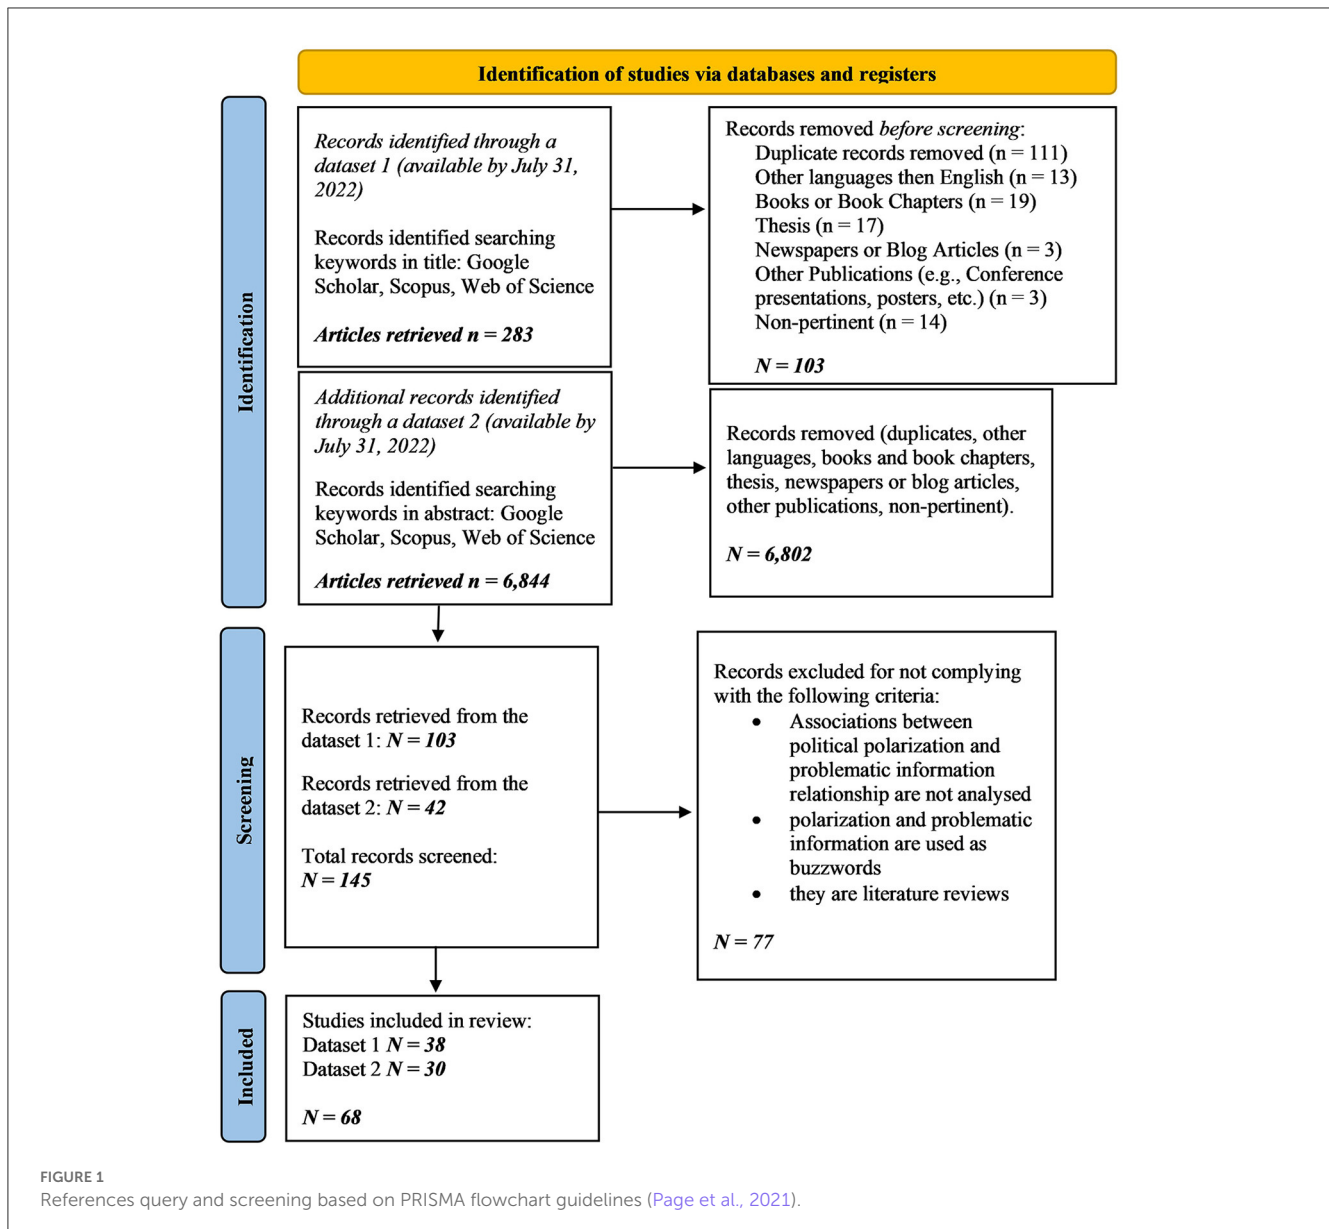 Identification of studies via databases and registers
Identification
Records identified through a
dataset 1 (available by July 31,
2022)
Records identified searching
keywords in title: Google
Scholar, Scopus, Web of Science
Articles retrieved n = 283
Records removed before screening:
Duplicate records removed (n = 111)
Other languages then English (n = 13)
Books or Book Chapters (n = 19)
Thesis (n = 17)
Newspapers or Blog Articles (n = 3)
Other Publications (e.g., Conference
presentations, posters, etc.) (n = 3)
Non-pertinent (n = 14)
N = 103
Additional records identified
through a dataset 2 (available by
July 31, 2022)
Records identified searching
keywords in abstract: Google
Scholar, Scopus, Web of Science
Articles retrieved n = 6,844
Records removed (duplicates, other
languages, books and book chapters,
thesis, newspapers or blog articles,
other publications, non-pertinent).
N = 6,802
Screening
Records retrieved from the
dataset 1: N = 103
Records retrieved from the
dataset 2: N = 42
Total records screened:
N = 145
Records excluded for not complying
with the following criteria:
• Associations between
political polarization and
problematic information
relationship are not analysed
• polarization and problematic
information are used as
buzzwords
• they are literature reviews
N = 77
Included
Studies included in review:
Dataset 1 N = 38
Dataset 2 N = 30
N = 68
FIGURE 1
References query and screening based on PRISMA flowchart guidelines (Page et al., 2021).